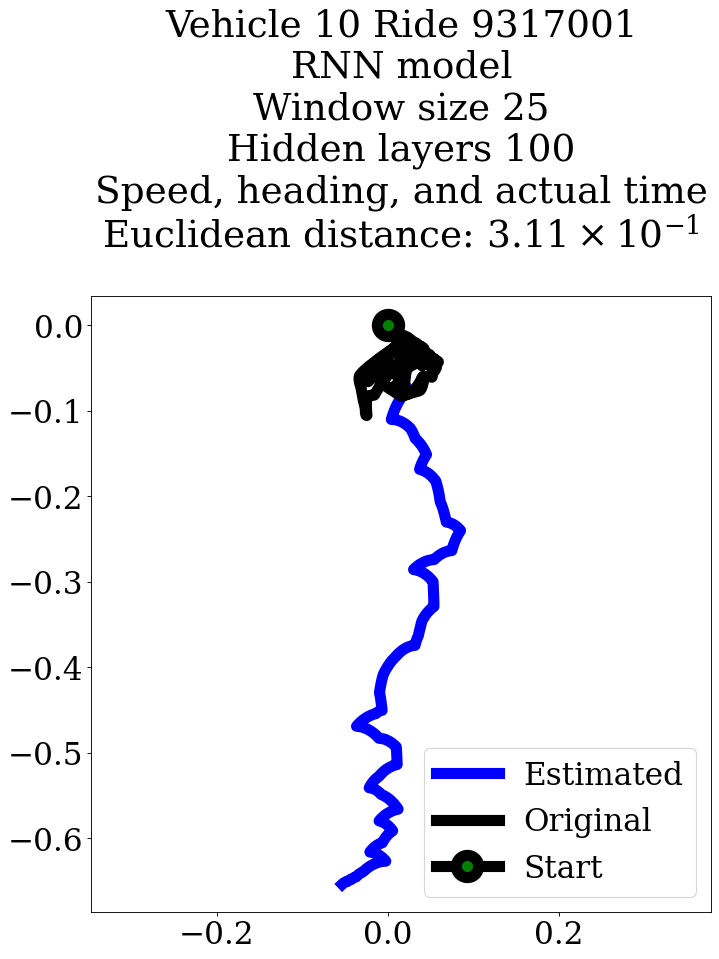 Vehicle 10 Ride 9317001
RNN model
Window size 25
Hidden layers 100
Speed, heading, and actual time
Euclidean distance: 3.11 × 10⁻¹
0.0
−0.1
−0.2
−0.3
−0.4
−0.5
−0.6
Estimated
Original
Start
−0.2 0.0 0.2